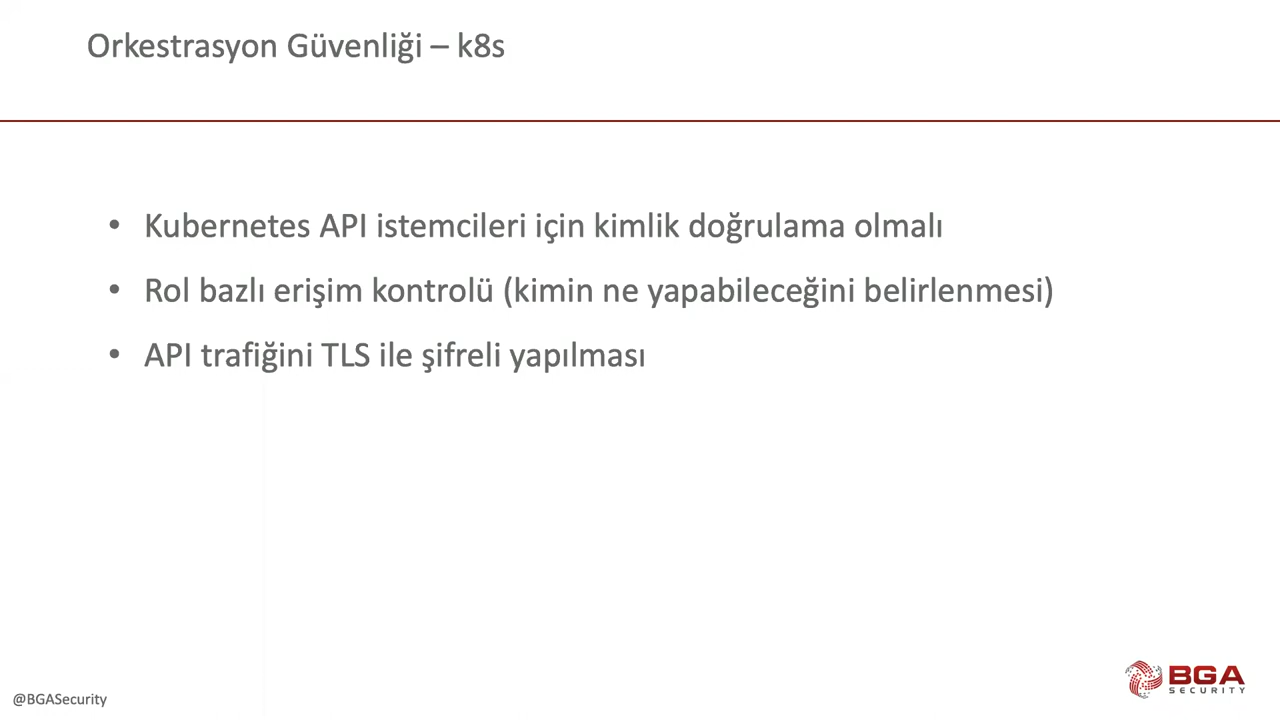 Orkestrasyon Güvenliği – k8s
• Kubernetes API istemcileri için kimlik doğrulama olmalı
• Rol bazlı erişim kontrolü (kimin ne yapabileceğini belirlenmesi)
• API trafiğini TLS ile şifreli yapılması
@BGASecurity
BGA
SECURITY